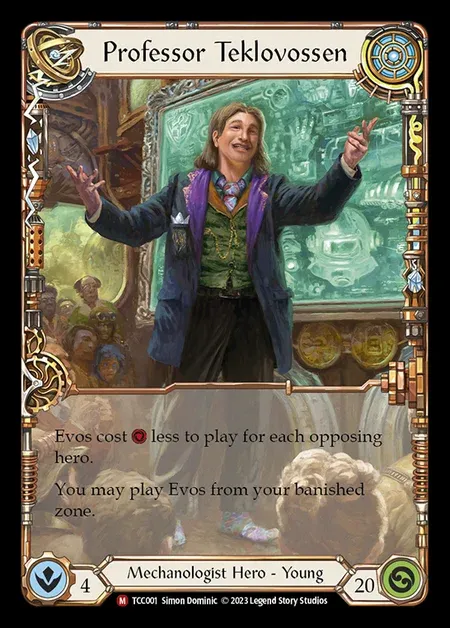 Professor Teklovossen
Evos cost less to play for each opposing
hero.
You may play Evos from your banished
zone.
4
Mechanologist Hero - Young
20
M TCC001 Simon Dominic © 2023 Legend Story Studios